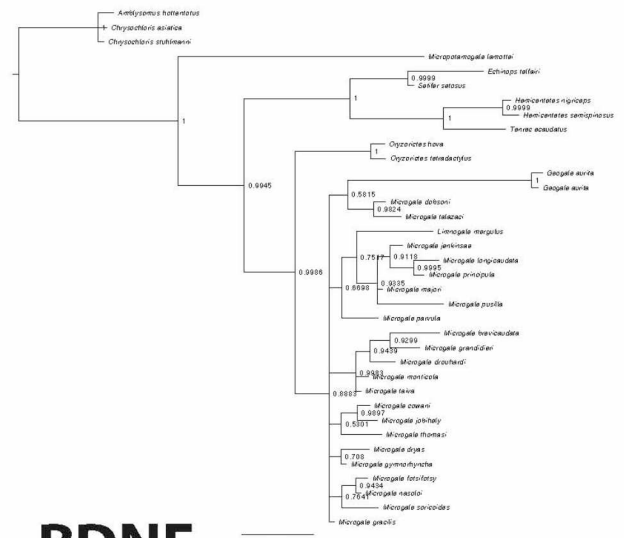 Amblysomus hottentotus
Chrysochloris asiatica
1
Chrysochloris stuhlmanni
Micropotamogale lamottei
Echinops telfairi
0.9999
Setifer setosus
Hemicentetes nigriceps
1
0.9999
Hemicentetes semispinosus
1
1
Tenrec ecaudatus
Oryzorictes hova
1
Oryzorictes tetradactylus
Geogale aurita
1
0.9945
Geogale aurita
0.5815
Microgale dobsoni
0.9824
Microgale talazaci
Limnogale mergulus
Microgale jenkinsae
0.9118
Microgale longicaudata
0.9995
0.9986
Microgale principula
Microgale majori
0.6698
Microgale pusilla
Microgale parvula
Microgale brevicaudata
0.9299
Microgale grandidieri
0.9439
Microgale drouhardi
0.9983
Microgale monticola
0.8883
Microgale taiva
Microgale cowani
0.9897
Microgale jobihely
0.5301
Microgale thomasi
Microgale dryas
0.708
Microgale gymnorhyncha
Microgale fotsifotsy
0.9434
Microgale nasoloi
0.7641
Microgale soricoides
Microgale gracilis
BDNF